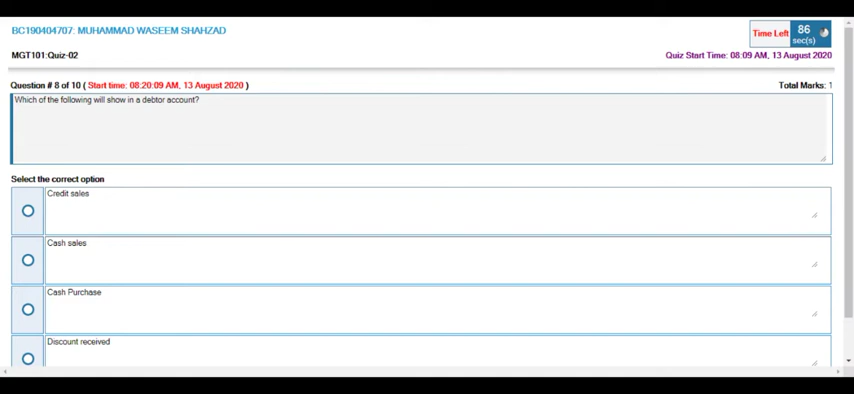 BC190404707: MUHAMMAD WASEEM SHAHZAD
Time Left 86 sec(s)
MGT101:Quiz-02
Quiz Start Time: 08:09 AM, 13 August 2020
Question # 8 of 10 ( Start time: 08:20:09 AM, 13 August 2020 )
Total Marks: 1
Which of the following will show in a debtor account?
Select the correct option
Credit sales
Cash sales
Cash Purchase
Discount received